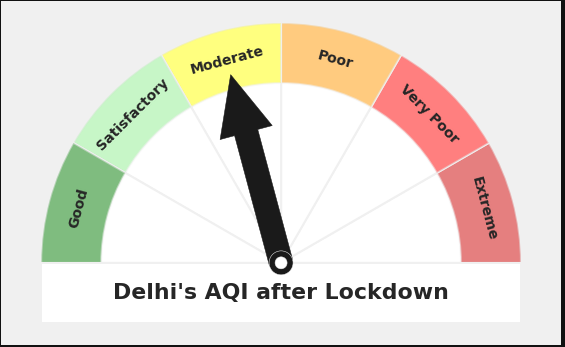 Good
Satisfactory
Moderate
Poor
Very Poor
Extreme
Delhi's AQI after Lockdown